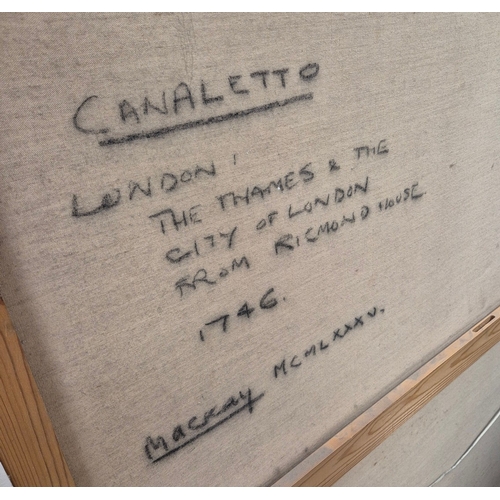 CANALETTO
LONDON'
THE THAMES & THE
CITY OF LONDON
FROM RICMOND HOUSE
1746.
MACKAY MCMLXXXV.